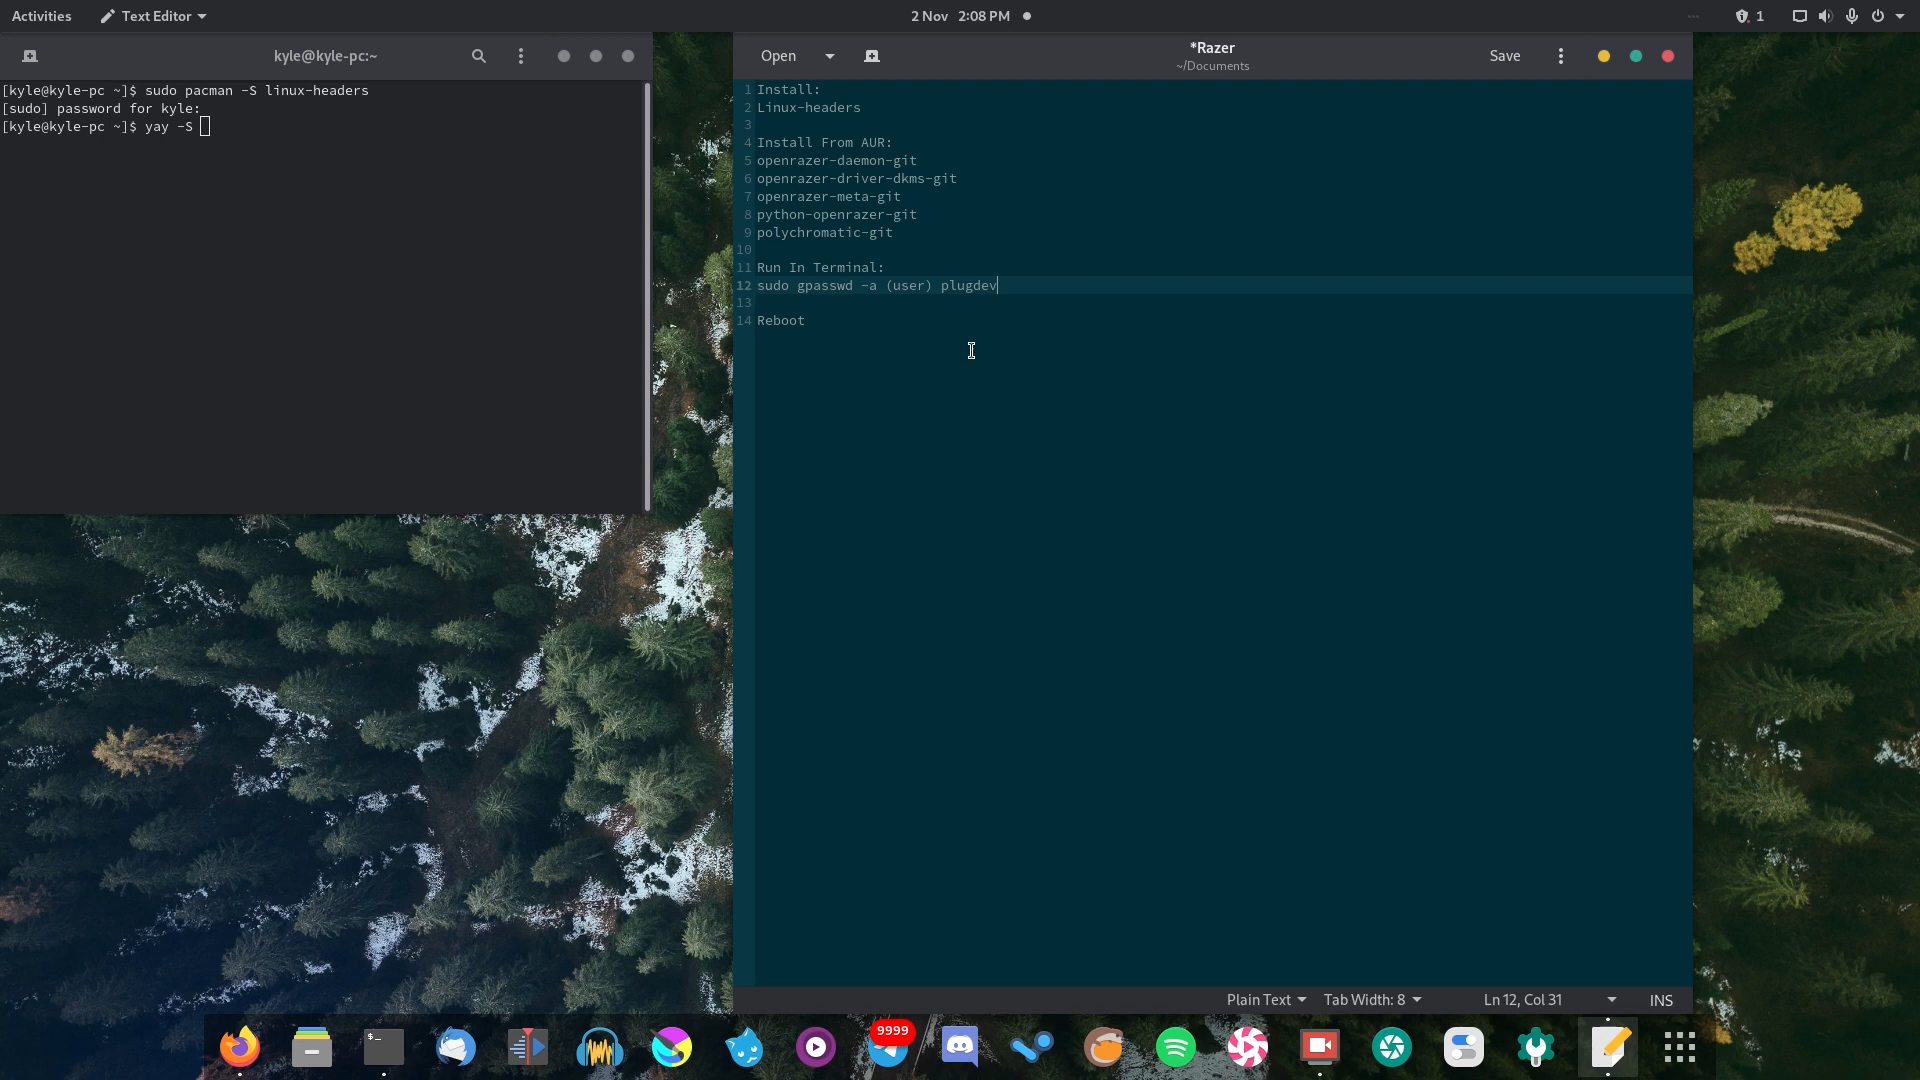 Activities
Text Editor
2 Nov 2:08 PM
1
kyle@kyle-pc:~
[kyle@kyle-pc ~]$ sudo pacman -S linux-headers
[sudo] password for kyle:
[kyle@kyle-pc ~]$ yay -S
Open
*Razer
~/Documents
Save
1 Install:
2 Linux-headers
3
4 Install From AUR:
5 openrazer-daemon-git
6 openrazer-driver-dkms-git
7 openrazer-meta-git
8 python-openrazer-git
9 polychromatic-git
10
11 Run In Terminal:
12 sudo gpasswd -a (user) plugdev
13
14 Reboot
Plain Text
Tab Width: 8
Ln 12, Col 31
INS
$_
9999